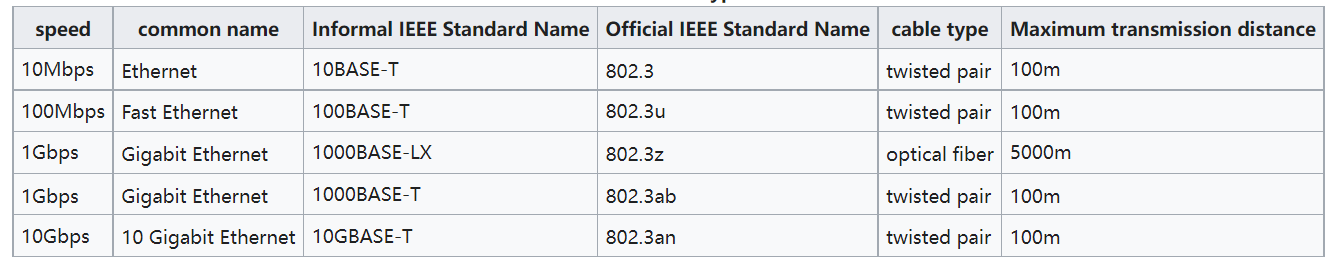 speed common name Informal IEEE Standard Name Official IEEE Standard Name cable type Maximum transmission distance
10Mbps Ethernet 10BASE-T 802.3 twisted pair 100m
100Mbps Fast Ethernet 100BASE-T 802.3u twisted pair 100m
1Gbps Gigabit Ethernet 1000BASE-LX 802.3z optical fiber 5000m
1Gbps Gigabit Ethernet 1000BASE-T 802.3ab twisted pair 100m
10Gbps 10 Gigabit Ethernet 10GBASE-T 802.3an twisted pair 100m